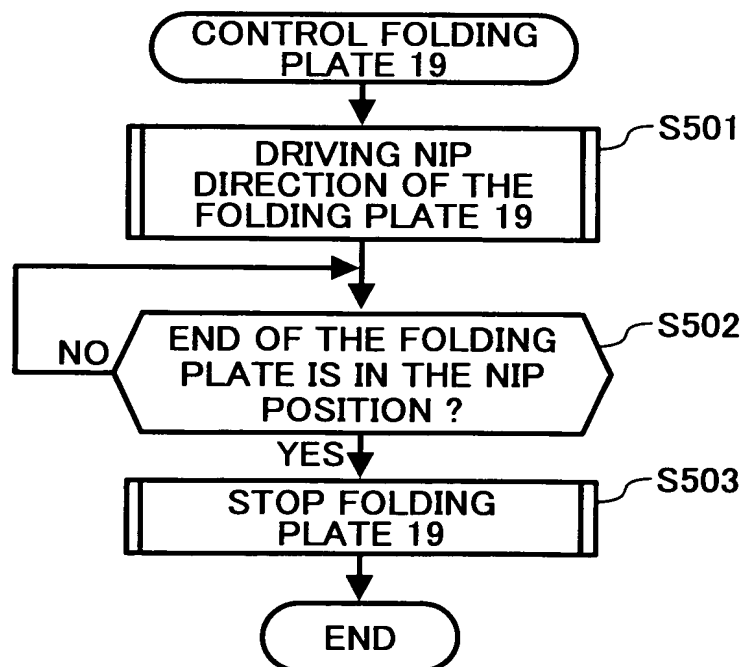 CONTROL FOLDING
PLATE 19
S501
DRIVING NIP
DIRECTION OF THE
FOLDING PLATE 19
S502
NO
END OF THE FOLDING
PLATE IS IN THE NIP
POSITION ?
YES
S503
STOP FOLDING
PLATE 19
END